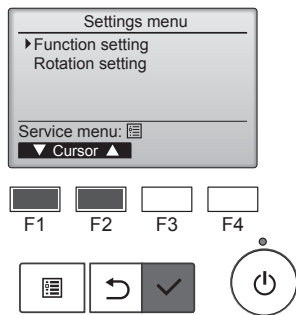 Settings menu
Function setting
Rotation setting
Service menu:
Cursor
F1 F2 F3 F4